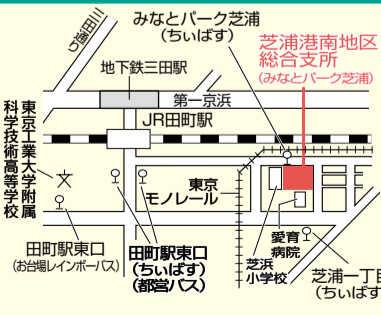 みなとパーク芝浦
(ちぃばす)
三田通り
芝浦港南地区
総合支所
(みなとパーク芝浦)
地下鉄三田駅
第一京浜
JR田町駅
東京工業大学附属
科学技術高等学校
東京
モノレール
田町駅東口
(お台場レインボーバス)
田町駅東口
(ちぃばす)
(都営バス)
芝浜
小学校
愛育
病院
芝浦一丁目
(ちぃばす